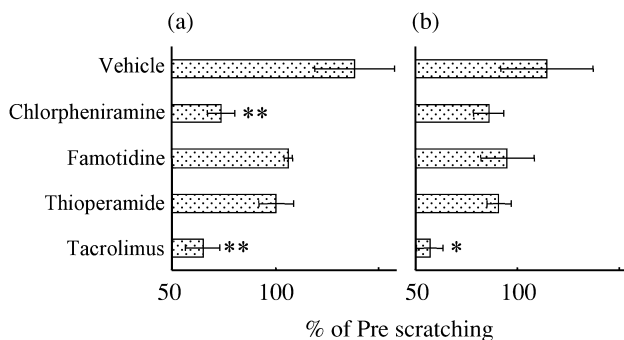 (a) (b)
Vehicle
Chlorpheniramine **
Famotidine
Thioperamide
Tacrolimus ** *
50 100 50 100
% of Pre scratching